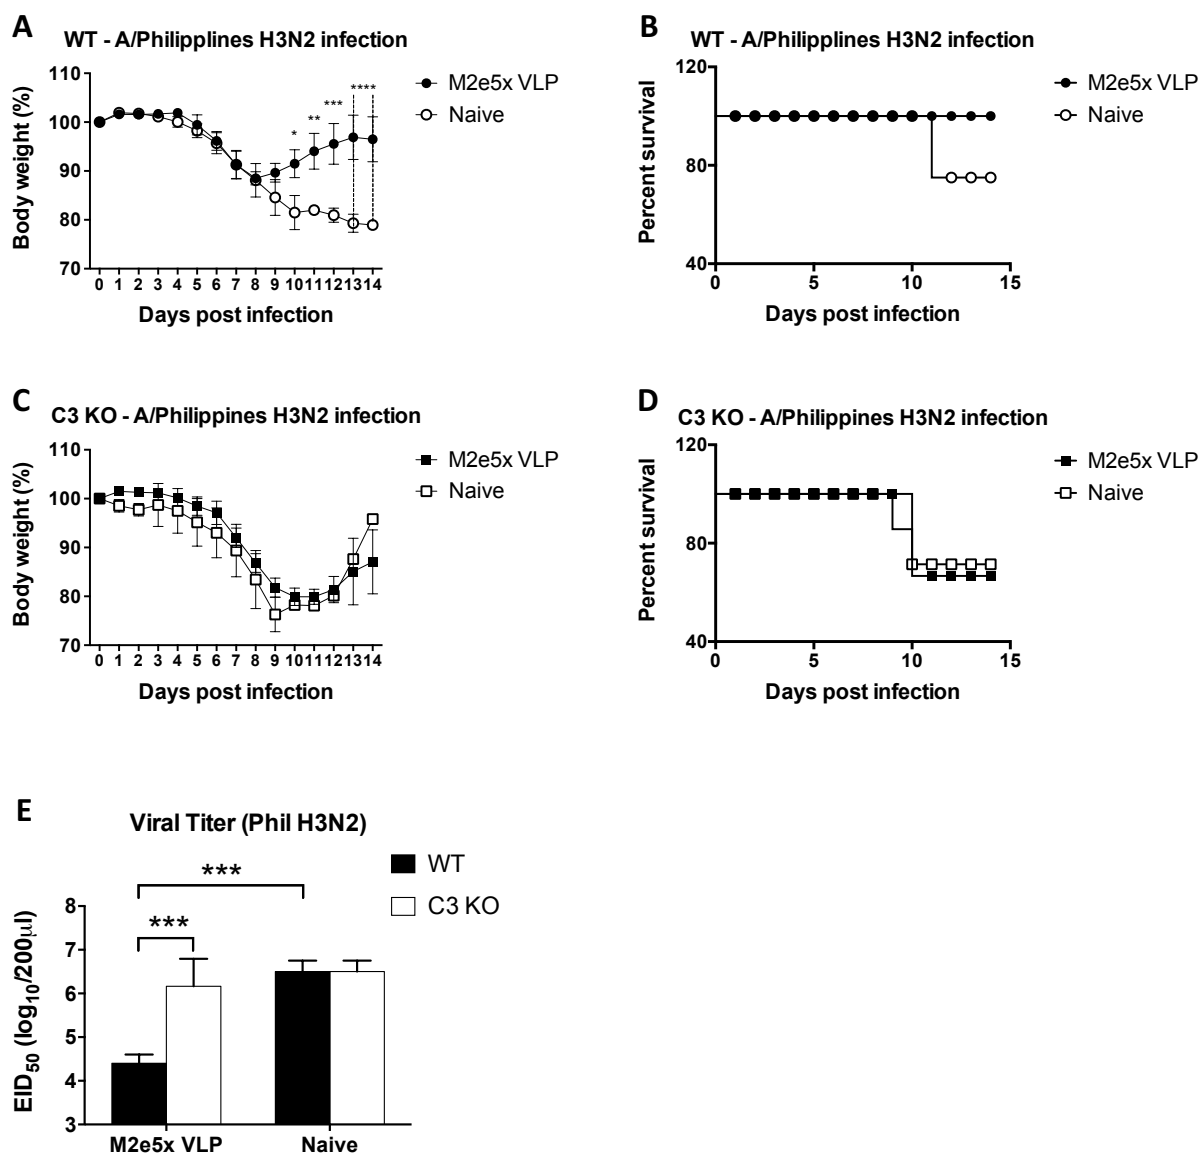 A
WT - A/Philipplines H3N2 infection
Body weight (%)
110
100
90
80
70
* ** *** ****
0 1 2 3 4 5 6 7 8 9 10 11 12 13 14
Days post infection
M2e5x VLP
Naive
B
WT - A/Philippines H3N2 infection
Percent survival
120
80
40
0 5 10 15
Days post infection
M2e5x VLP
Naive
C
C3 KO - A/Philippines H3N2 infection
Body weight (%)
110
100
90
80
70
0 1 2 3 4 5 6 7 8 9 10 11 12 13 14
Days post infection
M2e5x VLP
Naive
D
C3 KO - A/Philippines H3N2 infection
Percent survival
120
80
40
0 5 10 15
Days post infection
M2e5x VLP
Naive
E
Viral Titer (Phil H3N2)
WT
C3 KO
***
***
EID50 (log10/200µl)
8
7
6
5
4
3
M2e5x VLP Naive